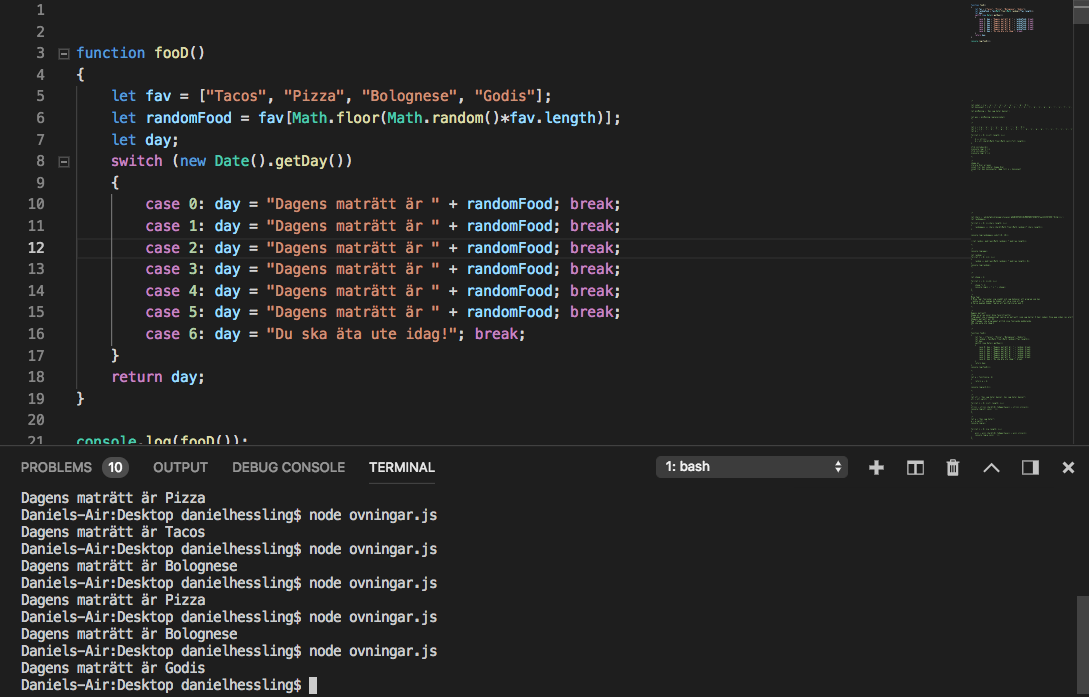 1
2
3 function fooD()
4 {
5 let fav = ["Tacos", "Pizza", "Bolognese", "Godis"];
6 let randomFood = fav[Math.floor(Math.random()*fav.length)];
7 let day;
8 switch (new Date().getDay())
9 {
10 case 0: day = "Dagens maträtt är " + randomFood; break;
11 case 1: day = "Dagens maträtt är " + randomFood; break;
12 case 2: day = "Dagens maträtt är " + randomFood; break;
13 case 3: day = "Dagens maträtt är " + randomFood; break;
14 case 4: day = "Dagens maträtt är " + randomFood; break;
15 case 5: day = "Dagens maträtt är " + randomFood; break;
16 case 6: day = "Du ska äta ute idag!"; break;
17 }
18 return day;
19 }
20
21 console.log(fooD());
PROBLEMS 10 OUTPUT DEBUG CONSOLE TERMINAL 1: bash
Dagens maträtt är Pizza
Daniels-Air:Desktop danielhessling$ node ovningar.js
Dagens maträtt är Tacos
Daniels-Air:Desktop danielhessling$ node ovningar.js
Dagens maträtt är Bolognese
Daniels-Air:Desktop danielhessling$ node ovningar.js
Dagens maträtt är Pizza
Daniels-Air:Desktop danielhessling$ node ovningar.js
Dagens maträtt är Bolognese
Daniels-Air:Desktop danielhessling$ node ovningar.js
Dagens maträtt är Godis
Daniels-Air:Desktop danielhessling$